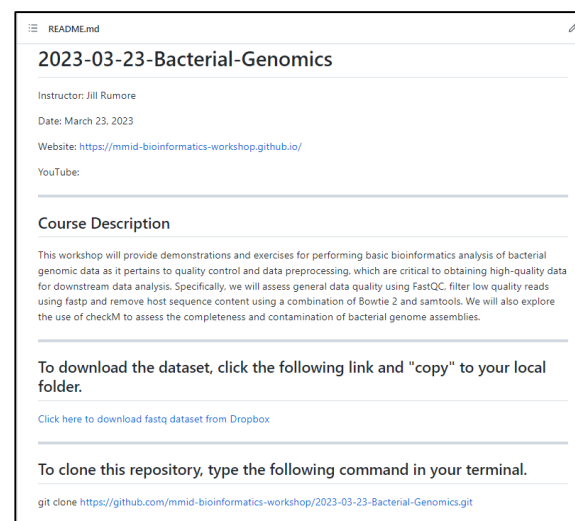 README.md
2023-03-23-Bacterial-Genomics
Instructor: Jill Rumore
Date: March 23, 2023
Website: https://mmid-bioinformatics-workshop.github.io/
YouTube:
Course Description
This workshop will provide demonstrations and exercises for performing basic bioinformatics analysis of bacterial
genomic data as it pertains to quality control and data preprocessing, which are critical to obtaining high-quality data
for downstream data analysis. Specifically, we will assess general data quality using FastQC, filter low quality reads
using fastp and remove host sequence content using a combination of Bowtie 2 and samtools. We will also explore
the use of checkM to assess the completeness and contamination of bacterial genome assemblies.
To download the dataset, click the following link and "copy" to your local
folder.
Click here to download fastq dataset from Dropbox
To clone this repository, type the following command in your terminal.
git clone https://github.com/mmid-bioinformatics-workshop/2023-03-23-Bacterial-Genomics.git